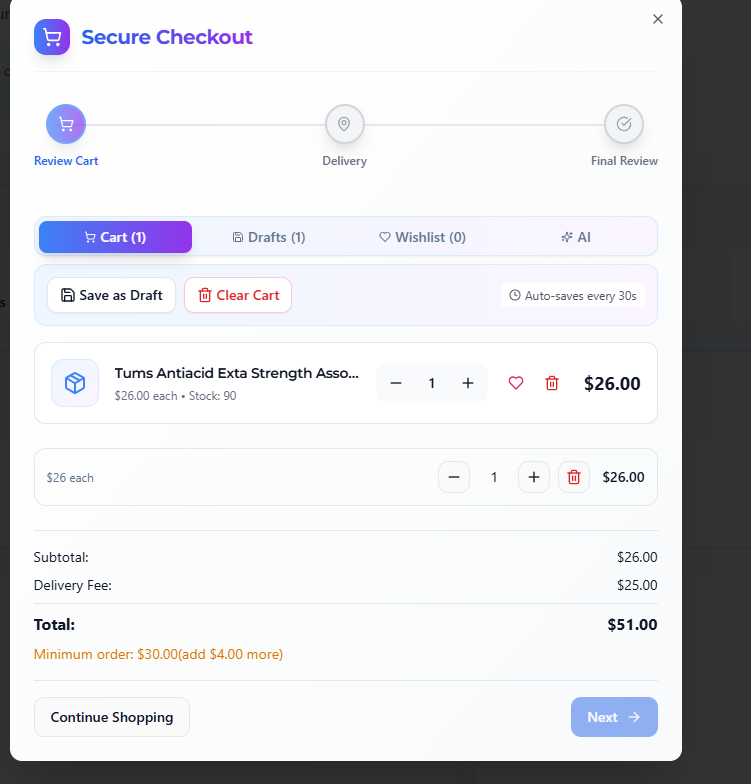 Secure Checkout
Review Cart
Delivery
Final Review
Cart (1)
Drafts (1)
Wishlist (0)
AI
Save as Draft
Clear Cart
Auto-saves every 30s
Tums Antiacid Exta Strength Asso...
$26.00 each • Stock: 90
1
$26.00
$26 each
1
$26.00
Subtotal:
$26.00
Delivery Fee:
$25.00
Total:
$51.00
Minimum order: $30.00(add $4.00 more)
Continue Shopping
Next